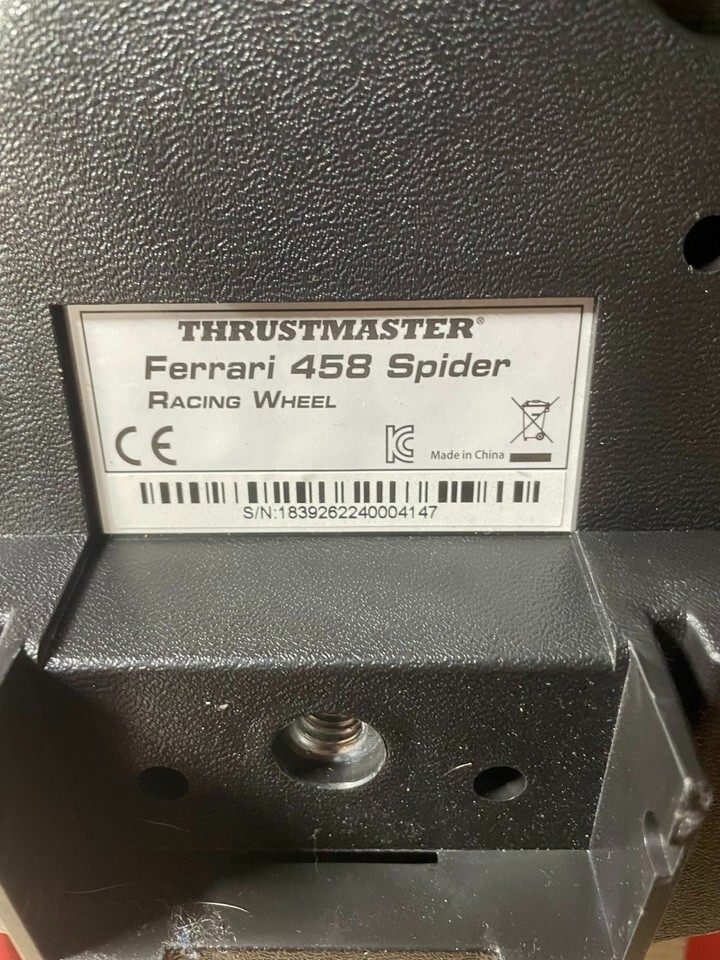 THRUSTMASTER®
Ferrari 458 Spider
RACING WHEEL
CE
Made in China
S/N:1839262240004147